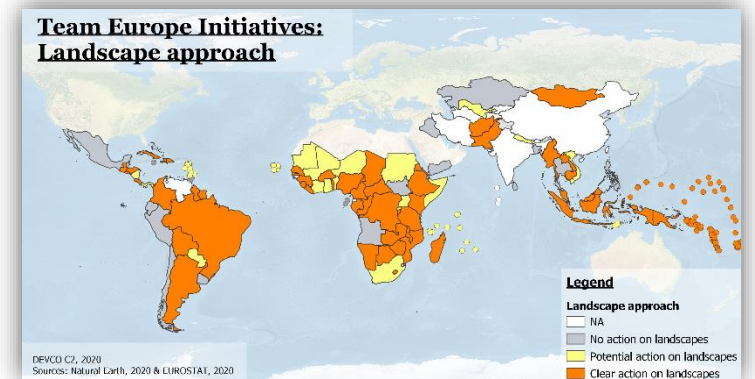 Team Europe Initiatives:
Landscape approach
Legend
Landscape approach
NA
No action on landscapes
Potential action on landscapes
Clear action on landscapes
DEVCO C2, 2020
Sources: Natural Earth, 2020 & EUROSTAT, 2020